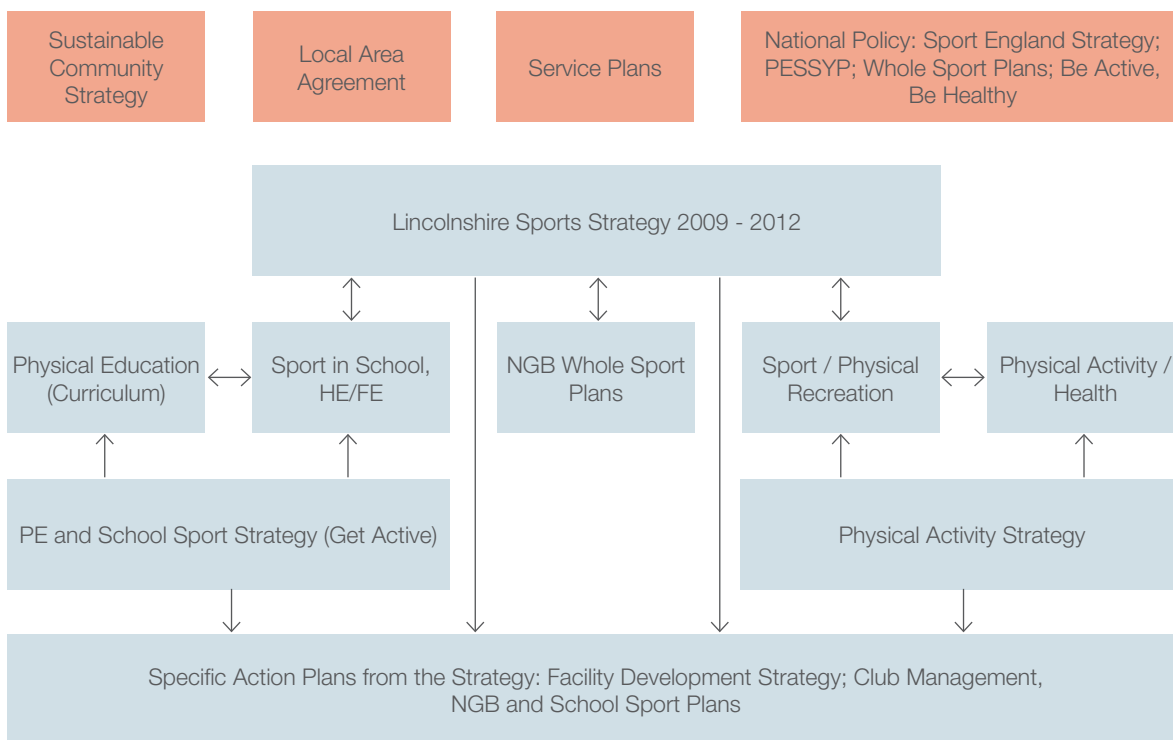 Sustainable
Community
Strategy
Local Area
Agreement
Service Plans
National Policy: Sport England Strategy;
PESSYP; Whole Sport Plans; Be Active,
Be Healthy
Lincolnshire Sports Strategy 2009 - 2012
Physical Education
(Curriculum)
Sport in School,
HE/FE
NGB Whole Sport
Plans
Sport / Physical
Recreation
Physical Activity /
Health
PE and School Sport Strategy (Get Active)
Physical Activity Strategy
Specific Action Plans from the Strategy: Facility Development Strategy; Club Management,
NGB and School Sport Plans